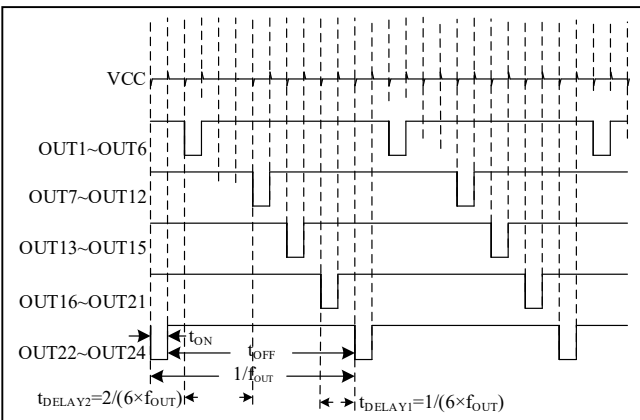 VCC
OUT1~OUT6
OUT7~OUT12
OUT13~OUT15
OUT16~OUT21
OUT22~OUT24
tON
tOFF
1/fOUT
tDELAY2=2/(6×fOUT)
tDELAY1=1/(6×fOUT)